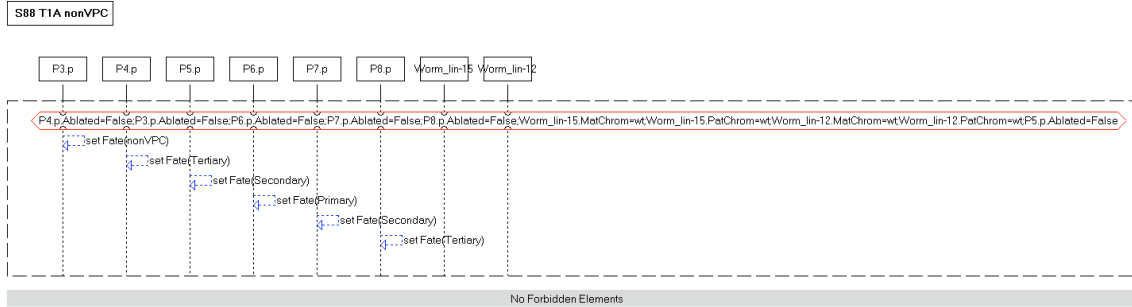 S88 T1A nonVPC
P3.p P4.p P5.p P6.p P7.p P8.p Worm_lin-15 Worm_lin-12
P4.p.Ablated=False;P3.p.Ablated=False;P6.p.Ablated=False;P7.p.Ablated=False;P8.p.Ablated=False;Worm_lin-15.MatChrom=wt;Worm_lin-15.PatChrom=wt;Worm_lin-12.MatChrom=wt;Worm_lin-12.PatChrom=wt;P5.p.Ablated=False
set Fate(nonVPC)
set Fate(Tertiary)
set Fate(Secondary)
set Fate(Primary)
set Fate(Secondary)
set Fate(Tertiary)
No Forbidden Elements